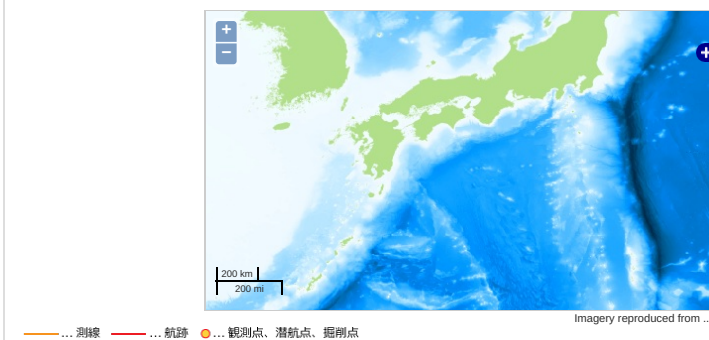 +
−
+
200 km
200 mi
Imagery reproduced from ..
... 測線 ... 航跡 ... 観測点、潜航点、掘削点